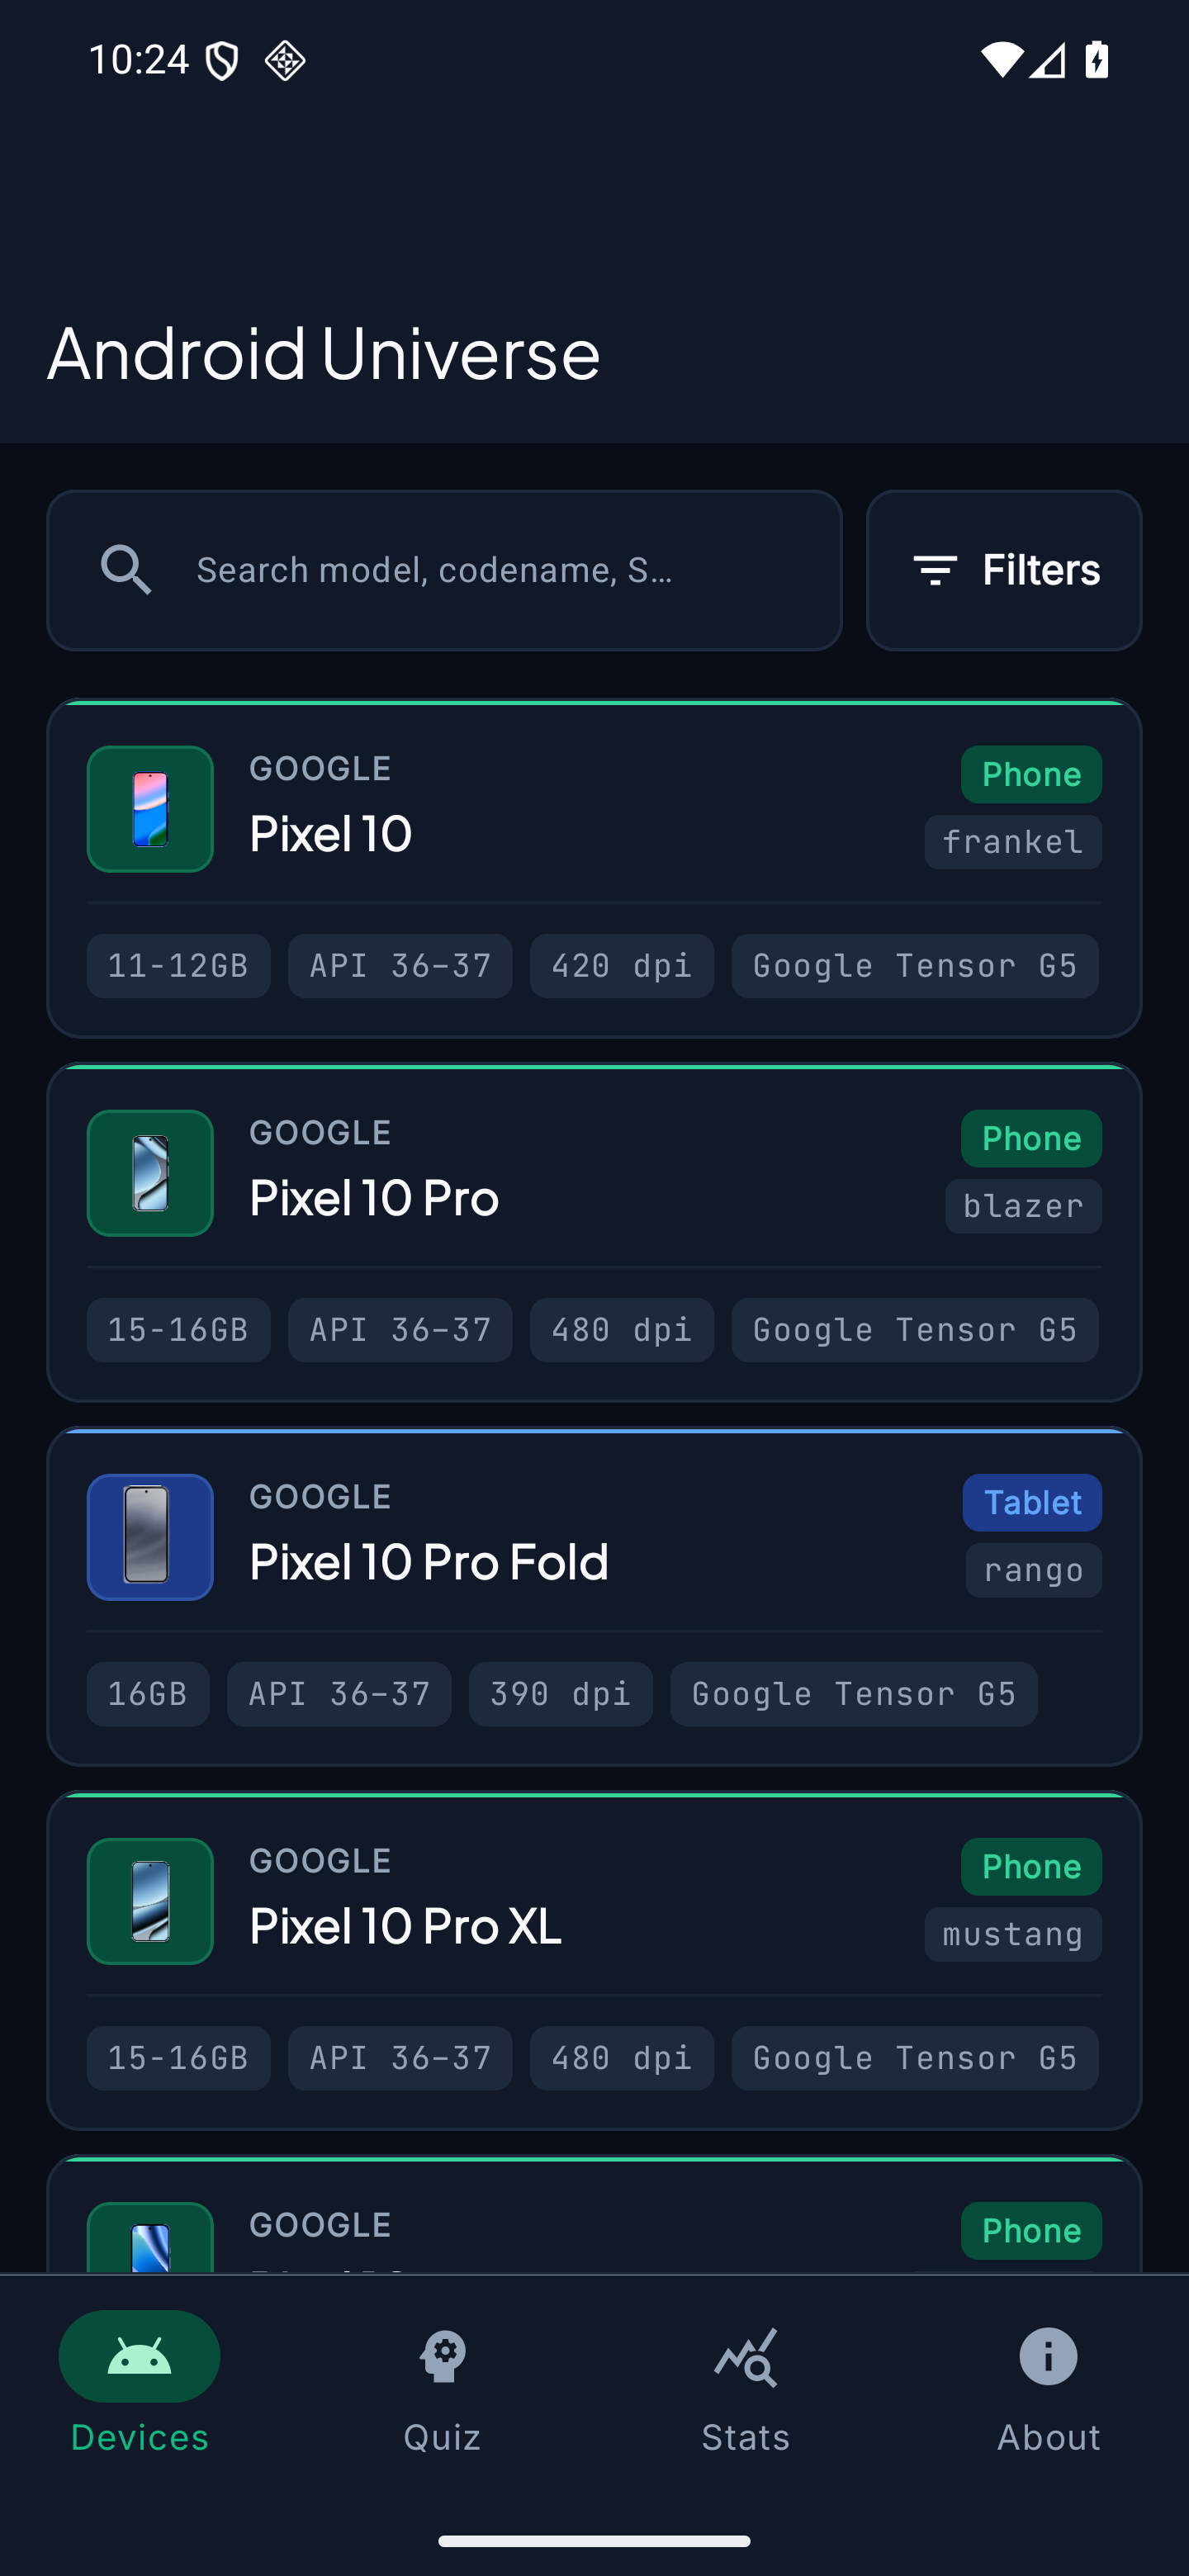 10:24
Android Universe
Search model, codename, S...
Filters
GOOGLE
Phone
Pixel 10
frankel
11-12GB
API 36-37
420 dpi
Google Tensor G5
GOOGLE
Phone
Pixel 10 Pro
blazer
15-16GB
API 36-37
480 dpi
Google Tensor G5
GOOGLE
Tablet
Pixel 10 Pro Fold
rango
16GB
API 36-37
390 dpi
Google Tensor G5
GOOGLE
Phone
Pixel 10 Pro XL
mustang
15-16GB
API 36-37
480 dpi
Google Tensor G5
GOOGLE
Phone
Devices
Quiz
Stats
About